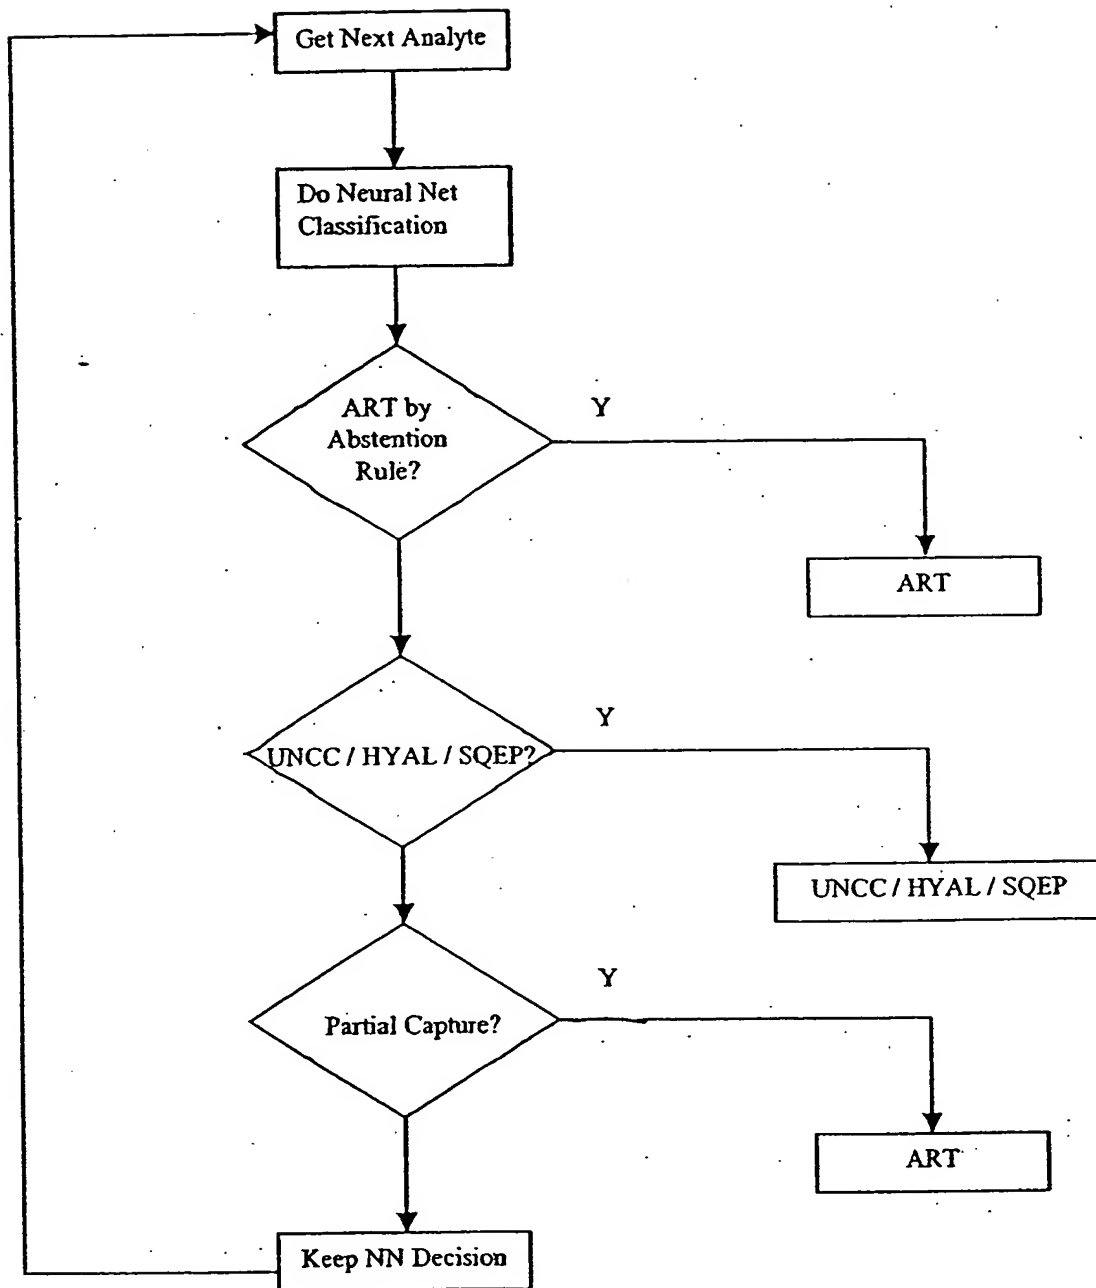 Get Next Analyte
Do Neural Net
Classification
ART by
Abstention
Rule?
Y
ART
UNCC / HYAL / SQEP?
Y
UNCC / HYAL / SQEP
Partial Capture?
Y
ART
Keep NN Decision